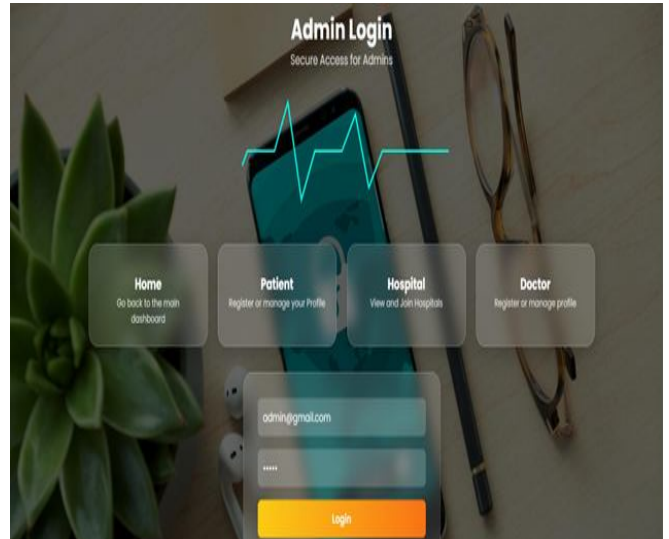 Admin Login
Secure Access for Admins
Home
Go back to the main
dashboard
Patient
Register or manage your Profile
Hospital
View and Join Hospitals
Doctor
Register or manage profile
admin@gmail.com
•••••
Login